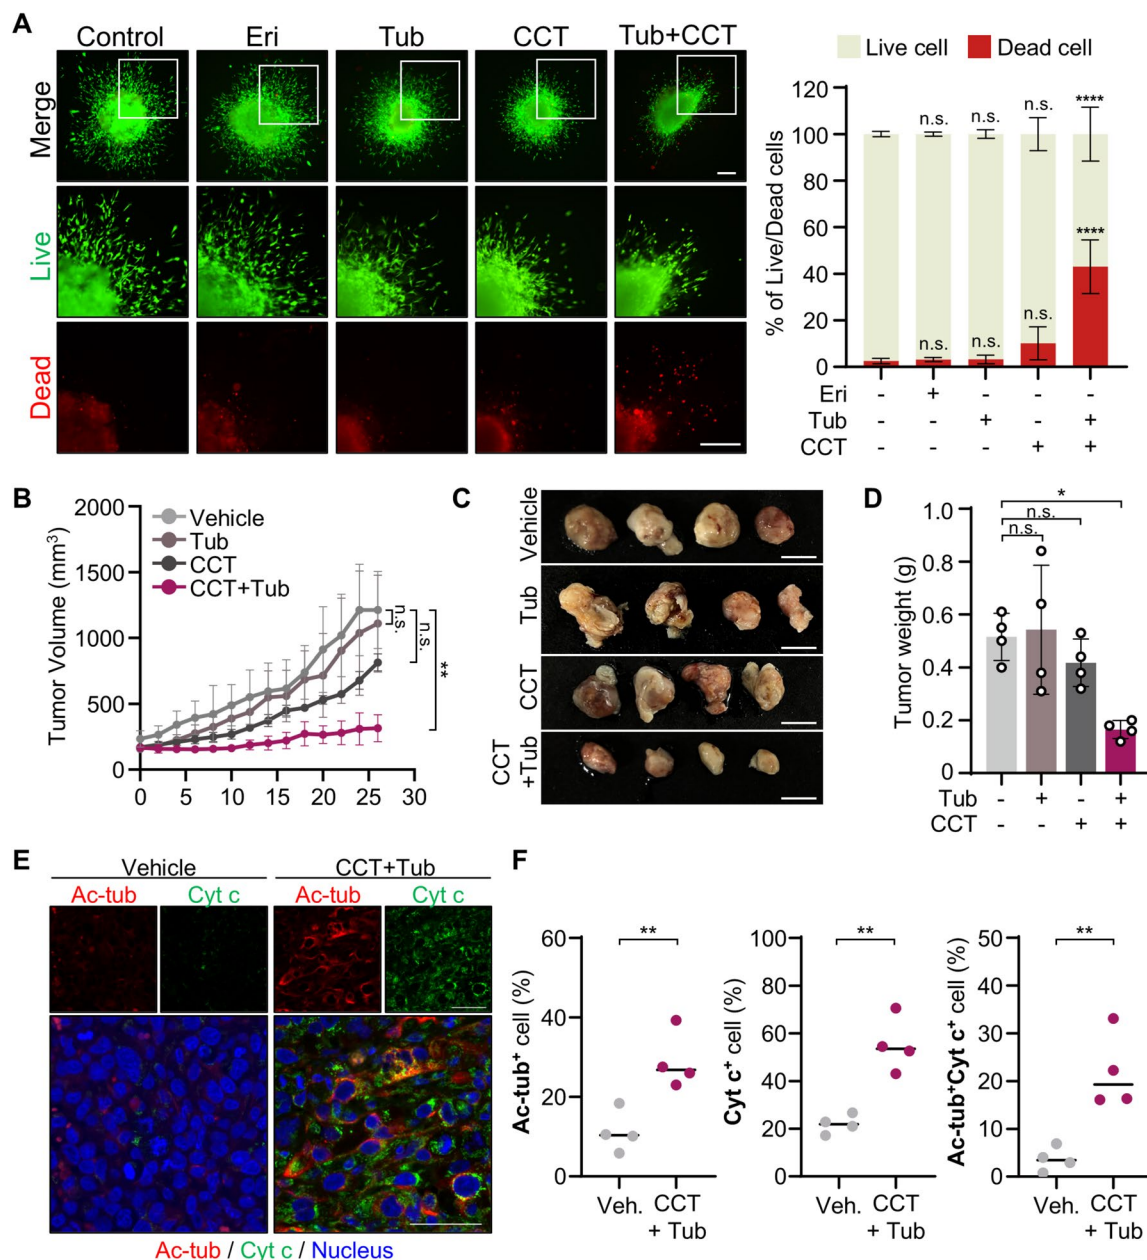 A
Control Eri Tub CCT Tub+CCT
Merge
Live
Dead
Live cell Dead cell
% of Live/Dead cells
120
100
80
60
40
20
0
n.s. n.s. n.s. ****
n.s. n.s. n.s. ****
Eri - + - - -
Tub - - + - +
CCT - - - + +
B
Tumor Volume (mm³)
2000
1500
1000
500
0
0 5 10 15 20 25 30
Vehicle
Tub
CCT
CCT+Tub
n.s.
n.s.
**
C
Vehicle
Tub
CCT
CCT
+Tub
D
Tumor weight (g)
1.0
0.8
0.6
0.4
0.2
0
*
n.s.
n.s.
Tub - + - +
CCT - - + +
E
Vehicle CCT+Tub
Ac-tub Cyt c Ac-tub Cyt c
Ac-tub / Cyt c / Nucleus
F
Ac-tub⁺ cell (%)
60
40
20
0
**
Veh. CCT
+ Tub
Cyt c⁺ cell (%)
100
80
60
40
20
0
**
Veh. CCT
+ Tub
Ac-tub⁺Cyt c⁺ cell (%)
50
40
30
20
10
0
**
Veh. CCT
+ Tub